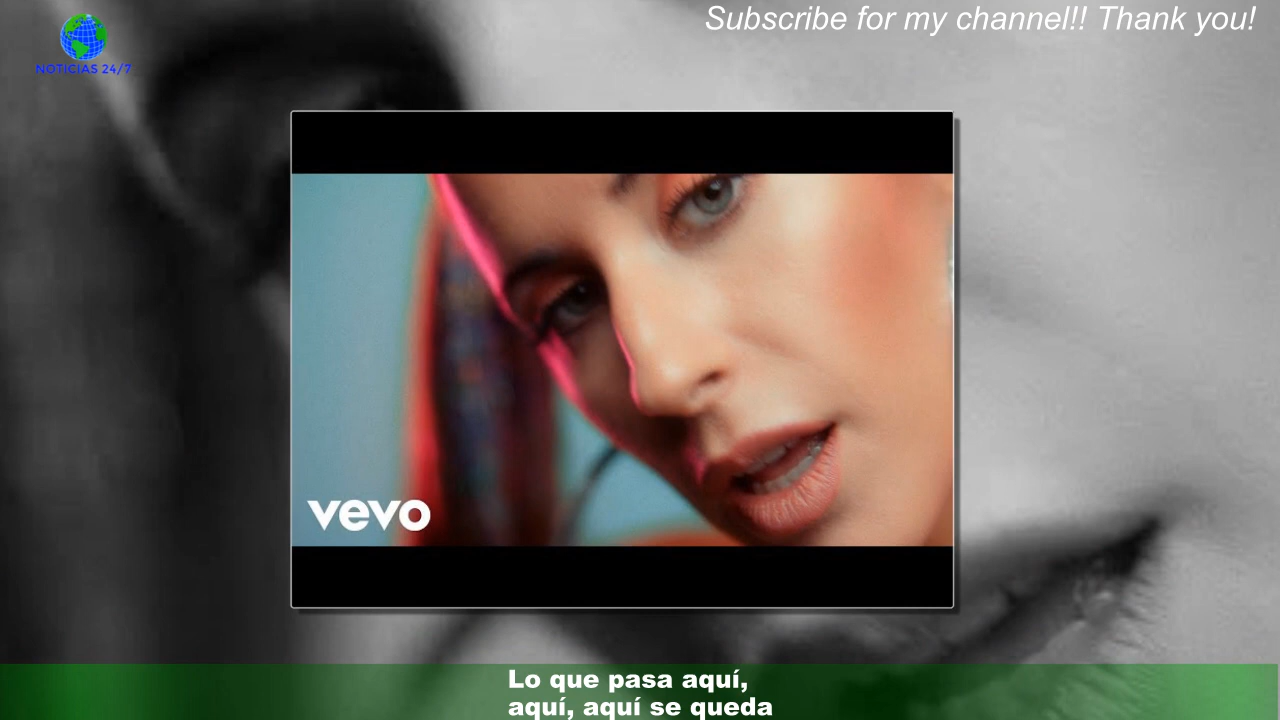 Subscribe for my channel!! Thank you!
NOTICIAS 24/7
vevo
Lo que pasa aquí,
aquí, aquí se queda